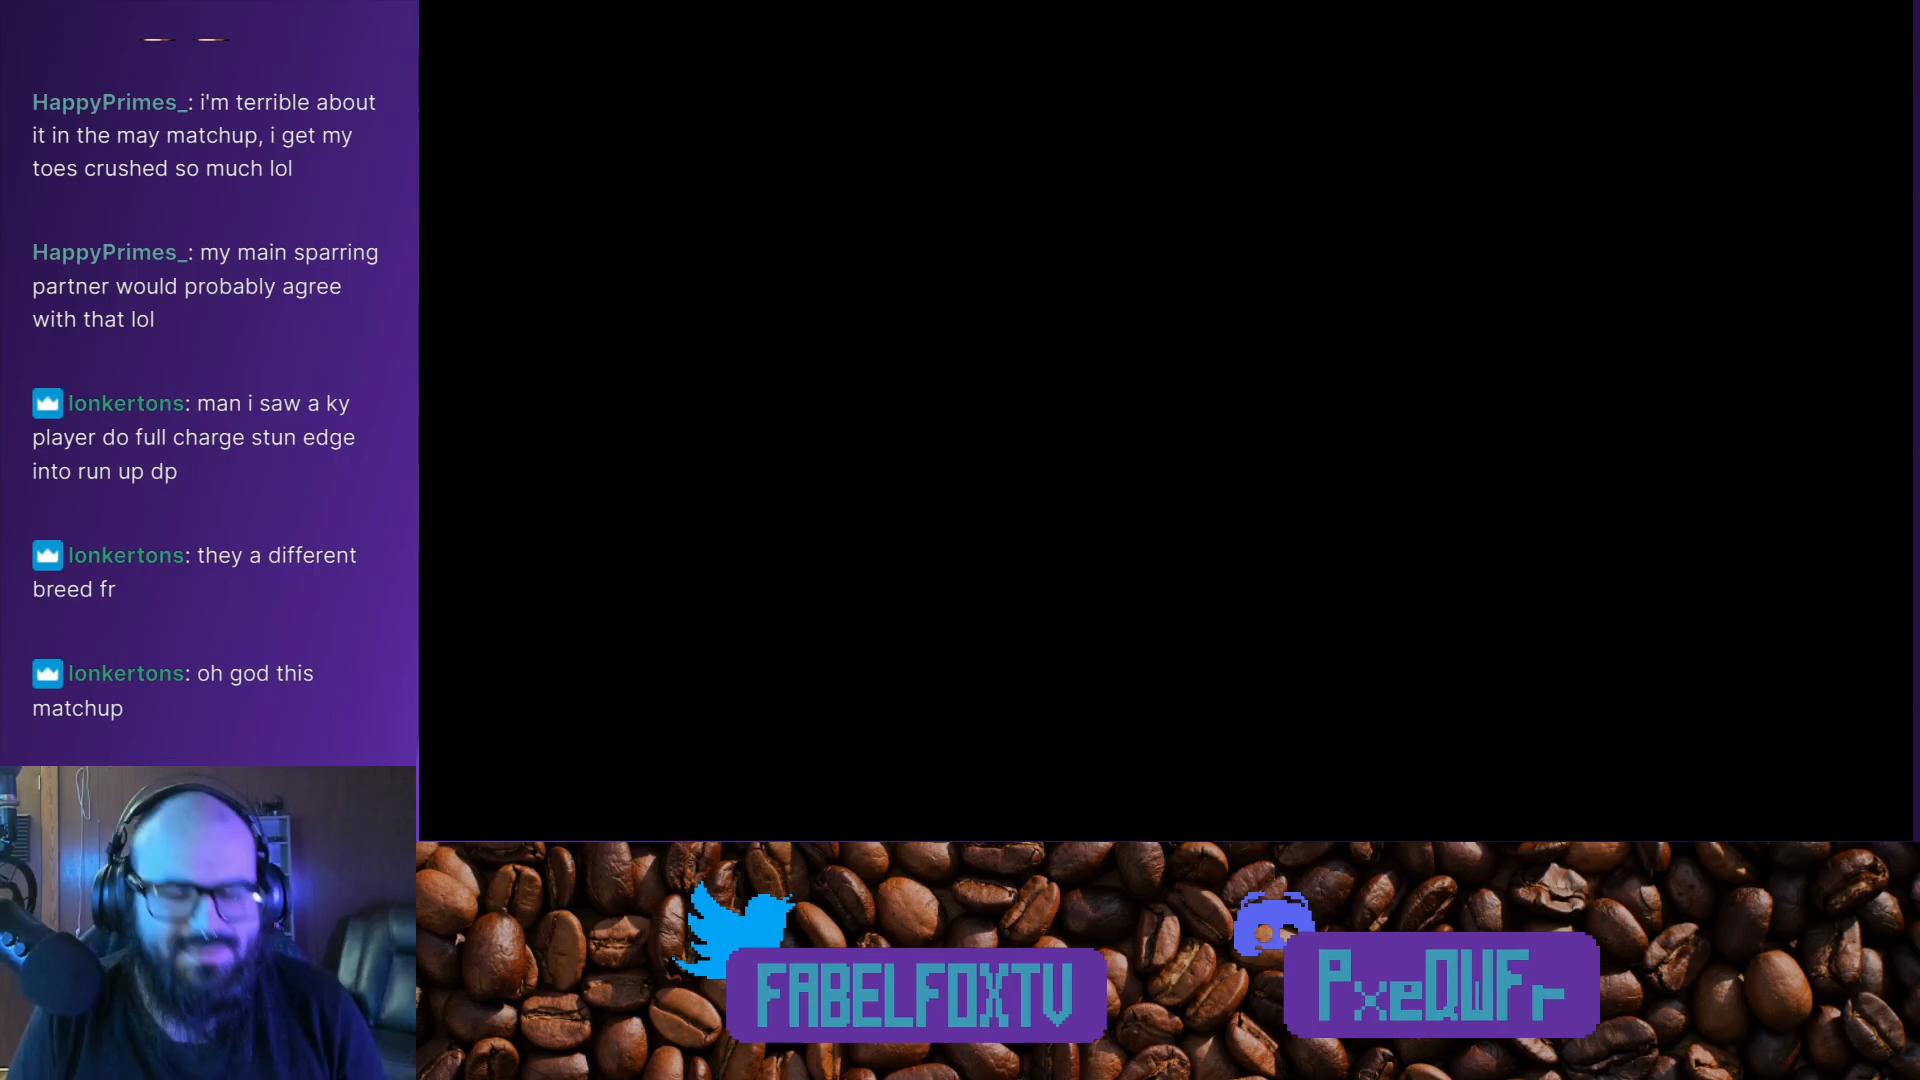 HappyPrimes_: i'm terrible about
it in the may matchup, i get my
toes crushed so much lol
HappyPrimes_: my main sparring
partner would probably agree
with that lol
lonkertons: man i saw a ky
player do full charge stun edge
into run up dp
lonkertons: they a different
breed fr
lonkertons: oh god this
matchup
FABELFOXTV
PxeQWFr